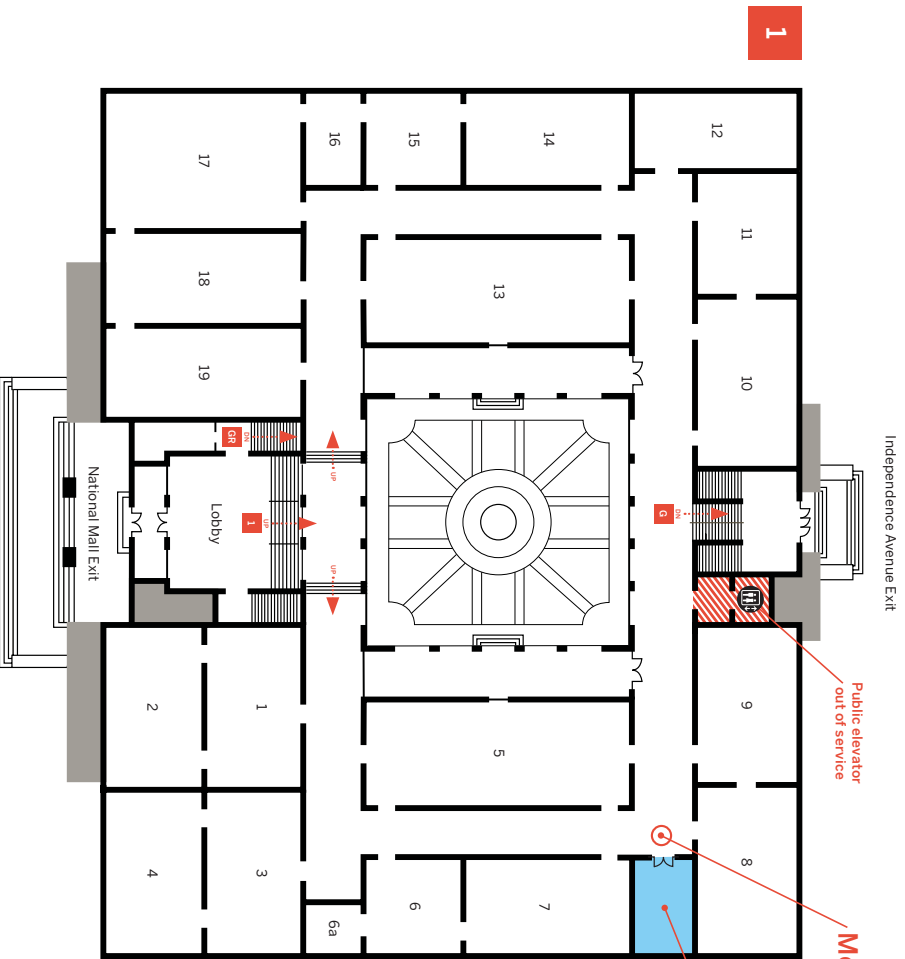 1
Independence Avenue Exit
12
11
10
9
8
Public elevator
out of service
DN
G
14
15
16
17
13
18
19
5
7
6
6a
DN
GR
UP
UP
1
UP
Lobby
National Mall Exit
1
2
3
4